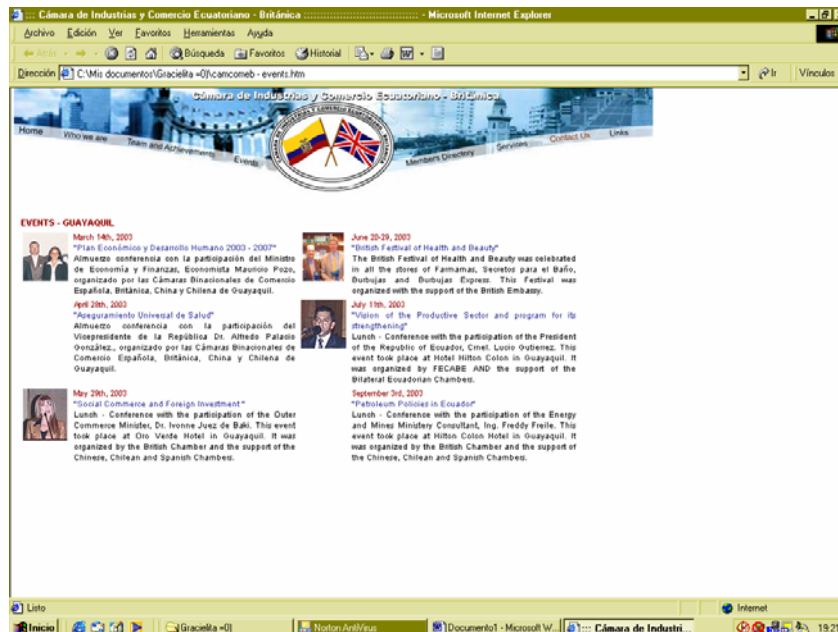 ::: Cámara de Industrias y Comercio Ecuatoriano - Británica ::::::::::::::::::::::::::::::::::::: - Microsoft Internet Explorer
Archivo Edición Ver Favoritos Herramientas Ayuda
Atrás Búsqueda Favoritos Historial
Dirección C:\Mis documentos\Gracielita =0)\camcomeb - events.htm Ir Vínculos
Cámara de Industrias y Comercio Ecuatoriano - Británica
Home Who we are Team and Achievements Events Members Directory Services Contact Us Links
EVENTS - GUAYAQUIL
March 14th, 2003
"Plan Económico y Desarrollo Humano 2003 - 2007"
Almuerzo conferencia con la participación del Ministro
de Economía y Finanzas, Economista Mauricio Pozo,
organizado por las Cámaras Binacionales de Comercio
Española, Británica, China y Chilena de Guayaquil.
April 28th, 2003
"Aseguramiento Universal de Salud"
Almuerzo conferencia con la participación del
Vicepresidente de la República Dr. Alfredo Palacio
González., organizado por las Cámaras Binacionales de
Comercio Española, Británica, China y Chilena de
Guayaquil.
May 29th, 2003
"Social Commerce and Foreign Investment"
Lunch - Conference with the participation of the Outer
Commerce Minister, Dr. Ivonne Juez de Baki. This event
took place at Oro Verde Hotel in Guayaquil. It was
organized by the British Chamber and the support of the
Chinese, Chilean and Spanish Chambers.
June 20-29, 2003
"British Festival of Health and Beauty"
The British Festival of Health and Beauty was celebrated
in all the stores of Farmamas, Secretos para el Baño,
Burbujas and Burbujas Express. This Festival was
organized with the support of the British Embassy.
July 11th, 2003
"Vision of the Productive Sector and program for its
strengthening"
Lunch - Conference with the participation of the President
of the Republic of Ecuador, Crnel. Lucio Gutierrez. This
event took place at Hotel Hilton Colon in Guayaquil. It
was organized by FECABE AND the support of the
Bilateral Ecuadorian Chambers.
September 3rd, 2003
"Petroleum Policies in Ecuador"
Lunch - Conference with the participation of the Energy
and Mines Ministery Consultant, Ing. Freddy Freile. This
event took place at Hilton Colon Hotel in Guayaquil. It
was organized by the British Chamber and the support of
the Chinese, Chilean and Spanish Chambers.
Listo Internet
Inicio Gracielita =0) Norton AntiVirus Documento1 - Microsoft W... ::: Cámara de Industri...